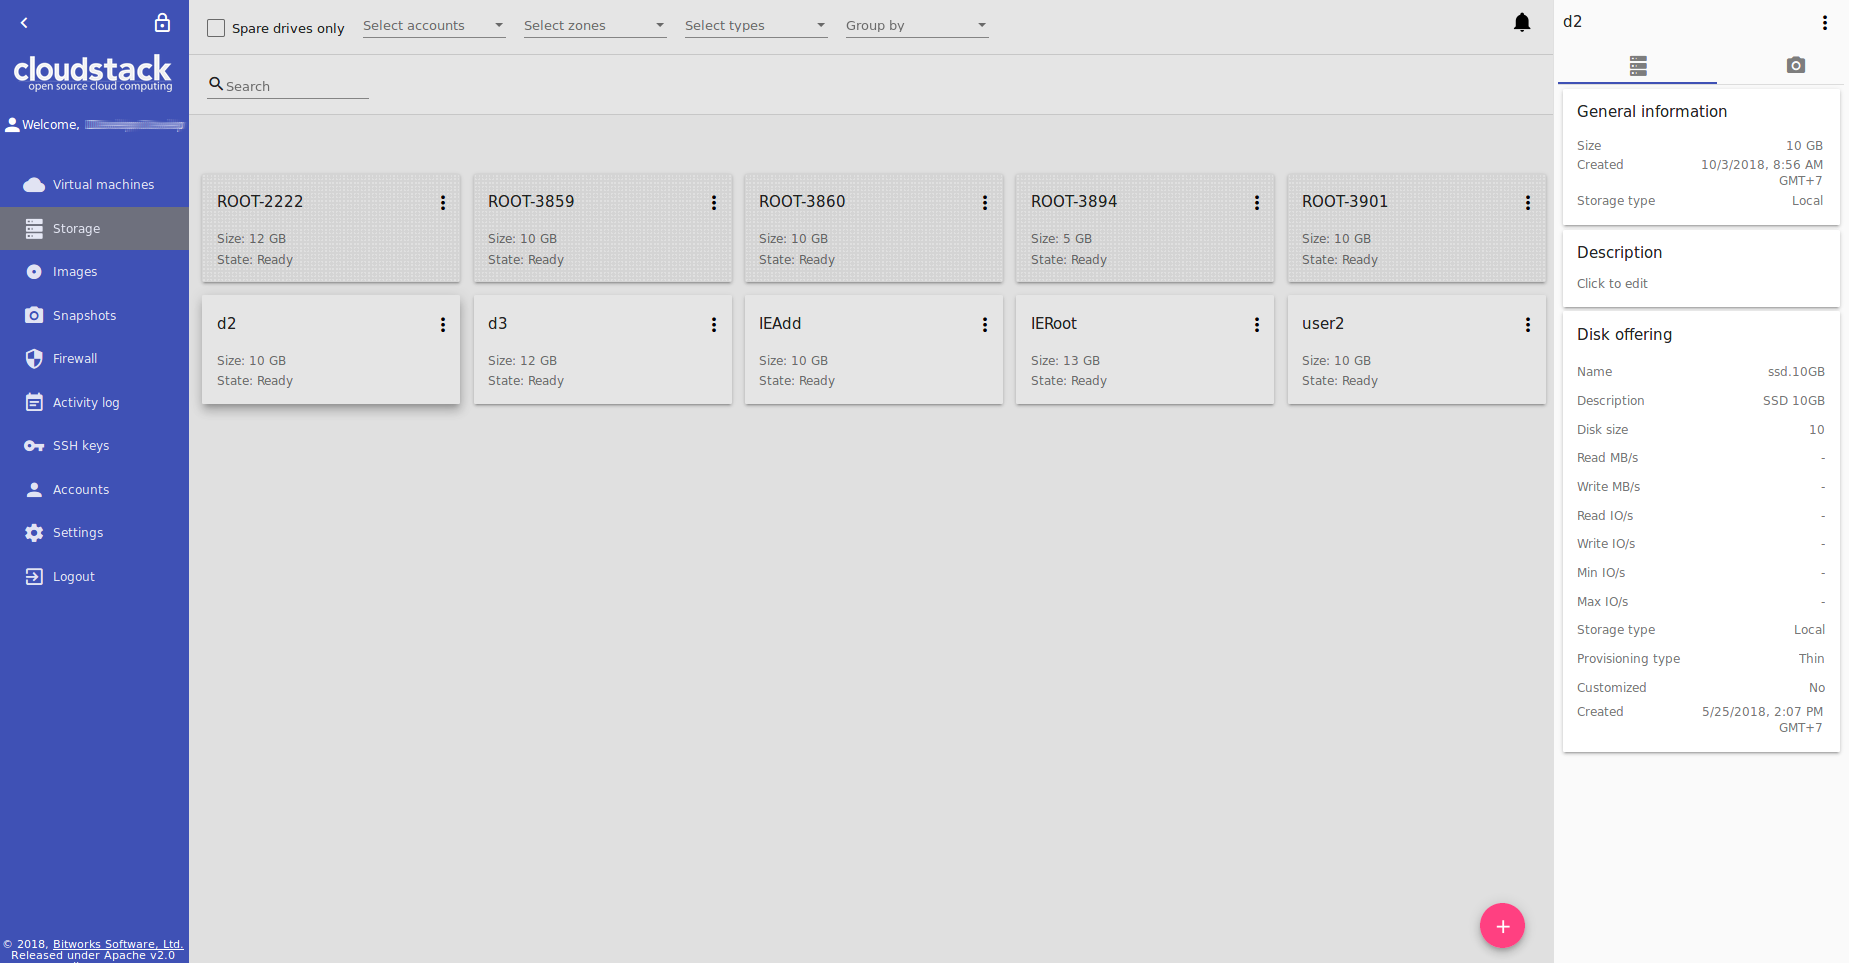 cloudstack
open source cloud computing
Welcome,
Virtual machines
Storage
Images
Snapshots
Firewall
Activity log
SSH keys
Accounts
Settings
Logout
© 2018, Bitworks Software, Ltd.
Released under Apache v2.0
Spare drives only
Select accounts
Select zones
Select types
Group by
Search
ROOT-2222
Size: 12 GB
State: Ready
ROOT-3859
Size: 10 GB
State: Ready
ROOT-3860
Size: 10 GB
State: Ready
ROOT-3894
Size: 5 GB
State: Ready
ROOT-3901
Size: 10 GB
State: Ready
d2
Size: 10 GB
State: Ready
d3
Size: 12 GB
State: Ready
IEAdd
Size: 10 GB
State: Ready
IERoot
Size: 13 GB
State: Ready
user2
Size: 10 GB
State: Ready
d2
General information
Size 10 GB
Created 10/3/2018, 8:56 AM
GMT+7
Storage type Local
Description
Click to edit
Disk offering
Name ssd.10GB
Description SSD 10GB
Disk size 10
Read MB/s -
Write MB/s -
Read IO/s -
Write IO/s -
Min IO/s -
Max IO/s -
Storage type Local
Provisioning type Thin
Customized No
Created 5/25/2018, 2:07 PM
GMT+7